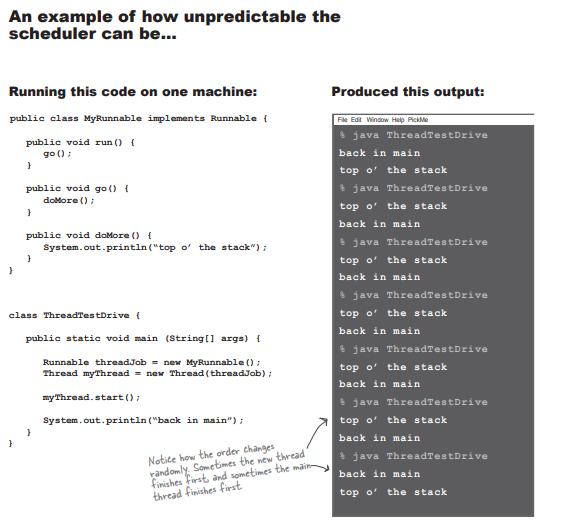 An example of how unpredictable the
scheduler can be...
Running this code on one machine:
public class MyRunnable implements Runnable {
public void run() {
go();
}
public void go() {
doMore();
}
public void doMore() {
System.out.println(“top o’ the stack”);
}
}
class ThreadTestDrive {
public static void main (String[] args) {
Runnable threadJob = new MyRunnable();
Thread myThread = new Thread(threadJob);
myThread.start();
System.out.println(“back in main”);
}
}
Notice how the order changes
randomly. Sometimes the new thread
finishes first, and sometimes the main
thread finishes first.
Produced this output:
File Edit Window Help PickMe
% java ThreadTestDrive
back in main
top o’ the stack
% java ThreadTestDrive
top o’ the stack
back in main
% java ThreadTestDrive
top o’ the stack
back in main
% java ThreadTestDrive
top o’ the stack
back in main
% java ThreadTestDrive
top o’ the stack
back in main
% java ThreadTestDrive
top o’ the stack
back in main
% java ThreadTestDrive
back in main
top o’ the stack